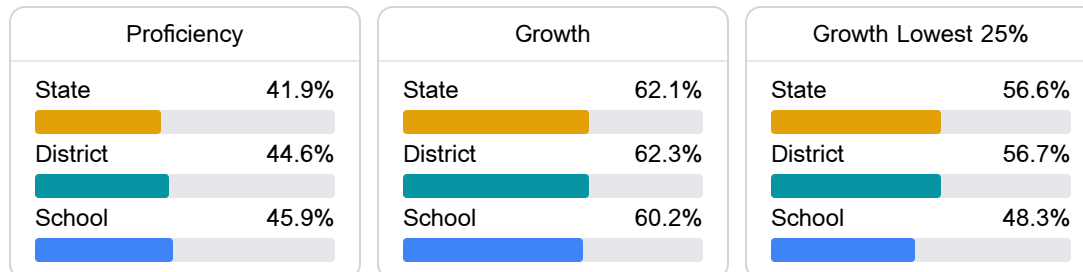 Proficiency
State 41.9%
District 44.6%
School 45.9%
Growth
State 62.1%
District 62.3%
School 60.2%
Growth Lowest 25%
State 56.6%
District 56.7%
School 48.3%